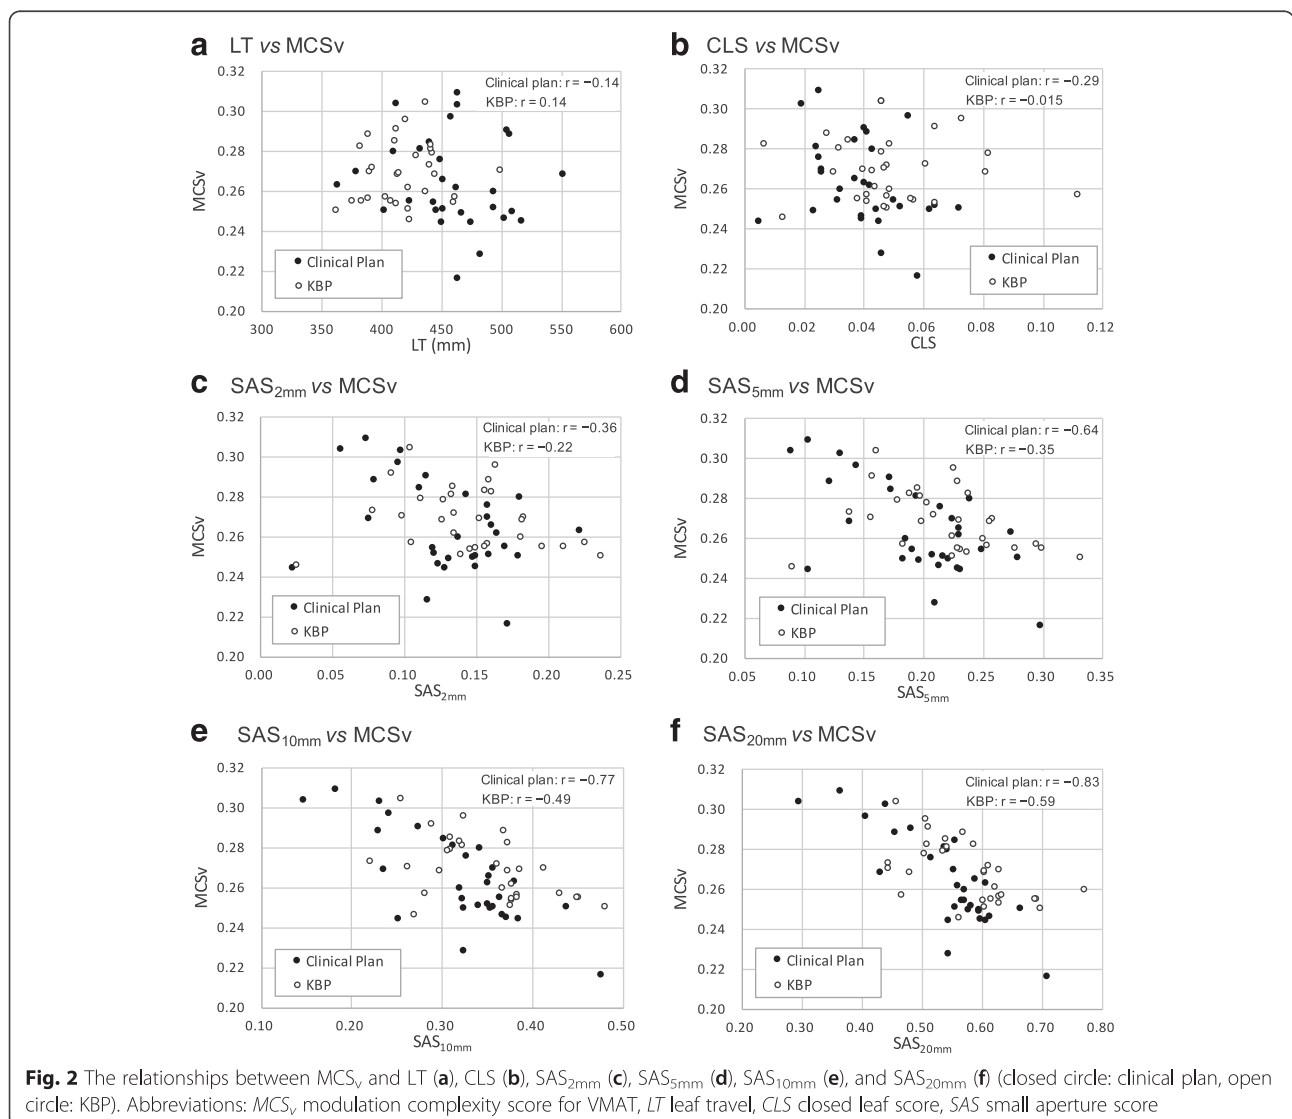 a LT vs MCSv
0.32
0.30
0.28
0.26
0.24
0.22
0.20
MCSv
Clinical plan: r = −0.14
KBP: r = 0.14
Clinical Plan
KBP
300 350 400 450 500 550 600
LT (mm)
b CLS vs MCSv
0.32
0.30
0.28
0.26
0.24
0.22
0.20
MCSv
Clinical plan: r = −0.29
KBP: r = −0.015
Clinical Plan
KBP
0.00 0.02 0.04 0.06 0.08 0.10 0.12
CLS
c SAS2mm vs MCSv
0.32
0.30
0.28
0.26
0.24
0.22
0.20
MCSv
Clinical plan: r = −0.36
KBP: r = −0.22
Clinical Plan
KBP
0.00 0.05 0.10 0.15 0.20 0.25
SAS2mm
d SAS5mm vs MCSv
0.32
0.30
0.28
0.26
0.24
0.22
0.20
MCSv
Clinical plan: r = −0.64
KBP: r = −0.35
Clinical Plan
KBP
0.05 0.10 0.15 0.20 0.25 0.30 0.35
SAS5mm
e SAS10mm vs MCSv
0.32
0.30
0.28
0.26
0.24
0.22
0.20
MCSv
Clinical plan: r = −0.77
KBP: r = −0.49
Clinical Plan
KBP
0.10 0.20 0.30 0.40 0.50
SAS10mm
f SAS20mm vs MCSv
0.32
0.30
0.28
0.26
0.24
0.22
0.20
MCSv
Clinical plan: r = −0.83
KBP: r = −0.59
Clinical Plan
KBP
0.20 0.30 0.40 0.50 0.60 0.70 0.80
SAS20mm
Fig. 2 The relationships between MCSv and LT (a), CLS (b), SAS2mm (c), SAS5mm (d), SAS10mm (e), and SAS20mm (f) (closed circle: clinical plan, open
circle: KBP). Abbreviations: MCSv modulation complexity score for VMAT, LT leaf travel, CLS closed leaf score, SAS small aperture score